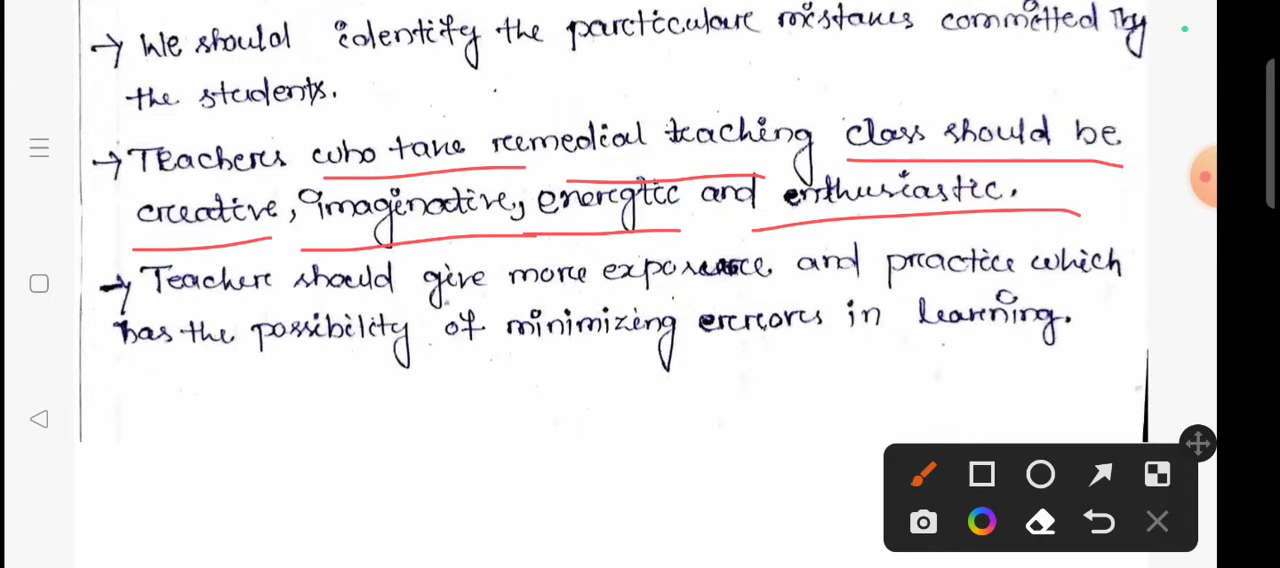 → We should identify the particular mistakes committed by
the students.
→ Teachers who take remedial teaching class should be
creative, imaginative, energitic and enthusiastic.
→ Teacher should give more exposure and practice which
has the possibility of minimizing errors in learning.